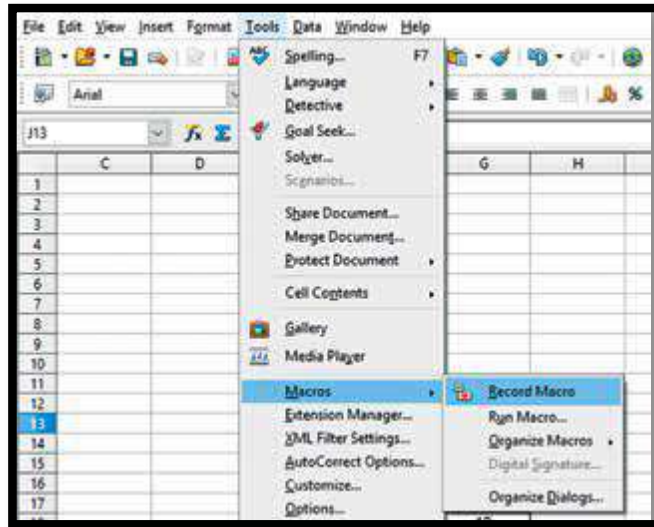 File Edit View Insert Format Tools Data Window Help
ABC Spelling... F7
Arial
Language
Detective
J13
Goal Seek...
Solver...
Scenarios...
C D G H
Share Document...
Merge Document...
Protect Document
Cell Contents
Gallery
Media Player
Macros
Record Macro
Extension Manager...
Run Macro...
XML Filter Settings...
Organize Macros
AutoCorrect Options...
Digital Signature...
Customize...
Organize Dialogs...
Options...
1
2
3
4
5
6
7
8
9
10
11
12
13
14
15
16
17